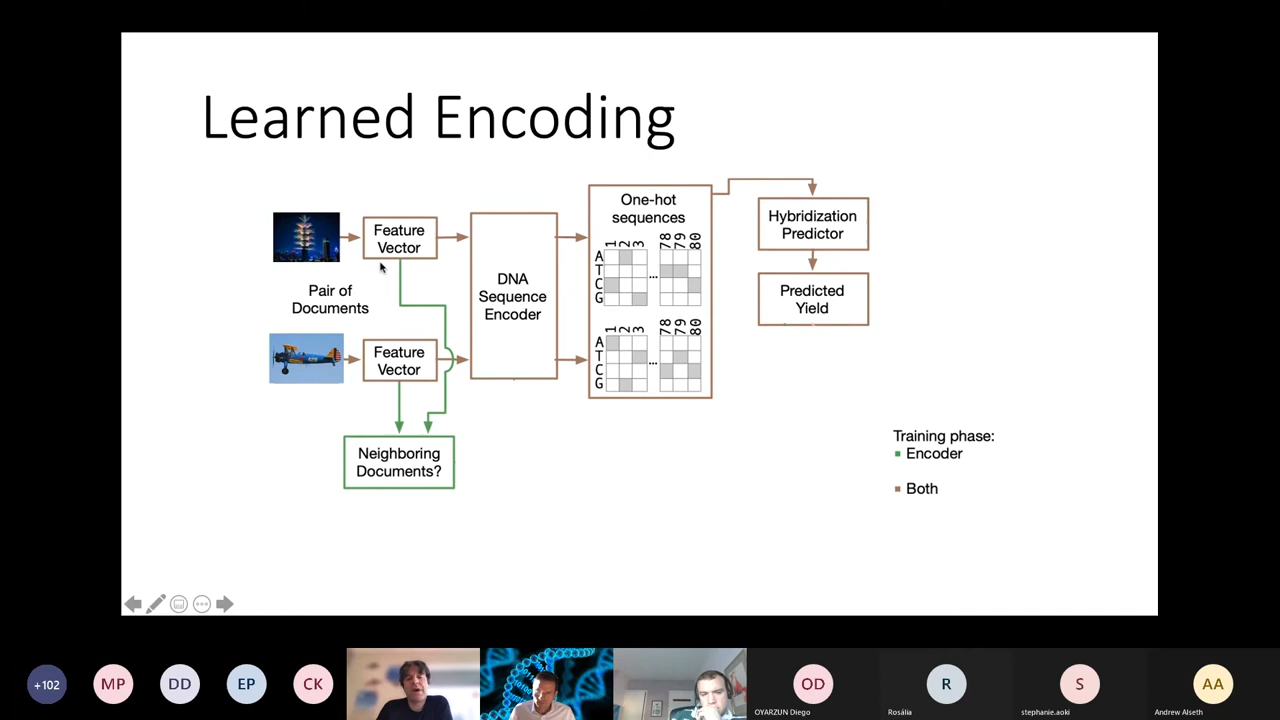 Learned Encoding
Feature
Vector
Pair of
Documents
Feature
Vector
Neighboring
Documents?
DNA
Sequence
Encoder
One-hot
sequences
1 2 3 78 79 80
A
T
C
G
...
1 2 3 78 79 80
A
T
C
G
...
Hybridization
Predictor
Predicted
Yield
Training phase:
Encoder
Both
+102
MP
DD
EP
CK
OD
OYARZUN Diego
R
Rosália
S
stephanie.aoki
AA
Andrew Alseth